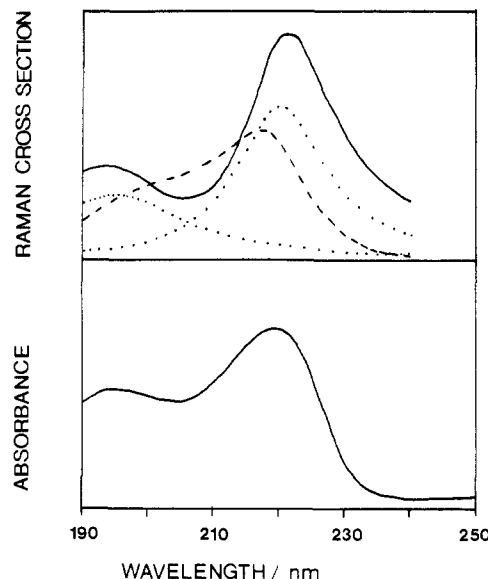 RAMAN CROSS SECTION
ABSORBANCE
190 210 230 250
WAVELENGTH / nm